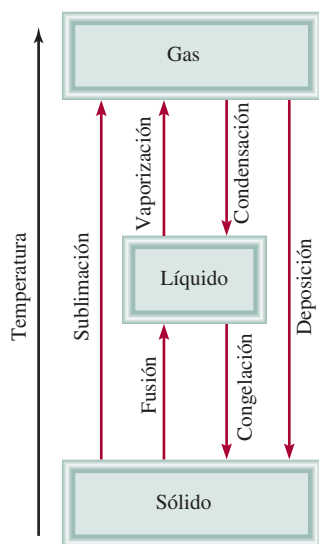 Gas
Temperatura
Sublimación
Vaporización
Condensación
Deposición
Líquido
Fusión
Congelación
Sólido